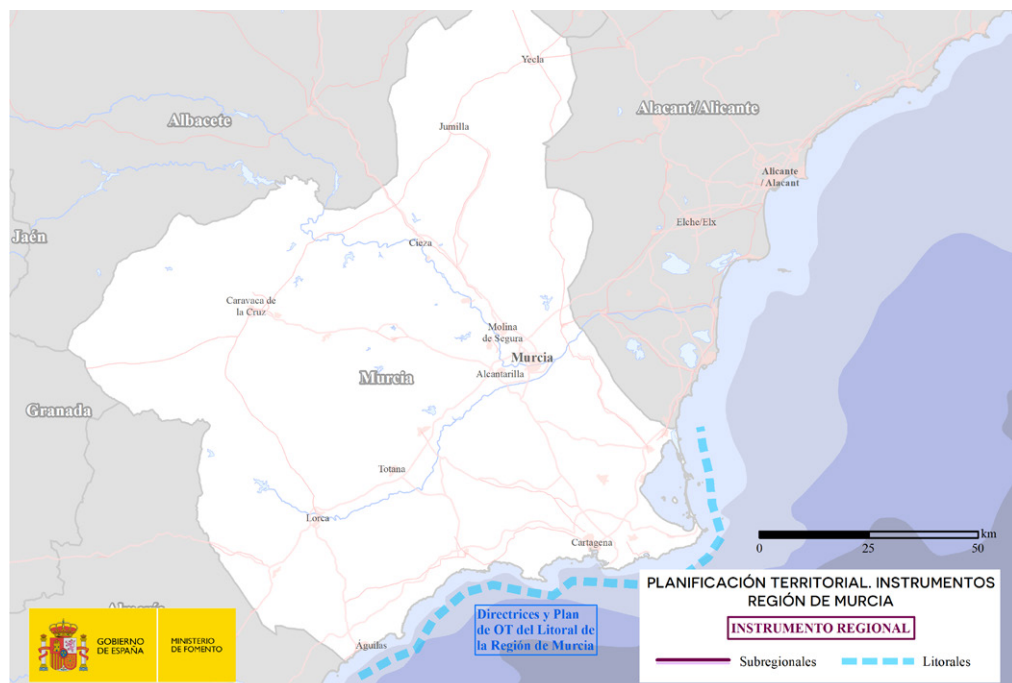 Yecla
Albacete
Alacant/Alicante
Jumilla
Alicante
/Alacant
Elche/Elx
Jaén
Cieza
Caravaca de
la Cruz
Molina
de Segura
Murcia
Alcantarilla
Murcia
Granada
Totana
Lorca
Cartagena
km
0
25
50
Almería
Águilas
Directrices y Plan
de OT del Litoral de
la Región de Murcia
GOBIERNO
DE ESPAÑA
MINISTERIO
DE FOMENTO
PLANIFICACIÓN TERRITORIAL. INSTRUMENTOS
REGIÓN DE MURCIA
INSTRUMENTO REGIONAL
Subregionales
Litorales